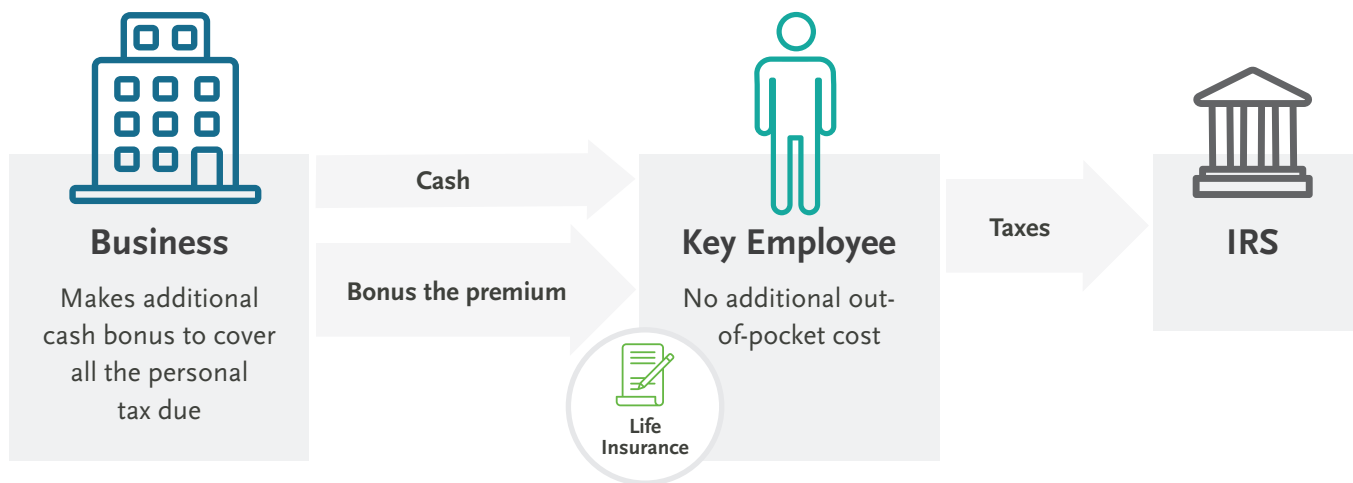 Cash
Bonus the premium
Business
Makes additional
cash bonus to cover
all the personal
tax due
Key Employee
No additional out-
of-pocket cost
Life
Insurance
Taxes
IRS